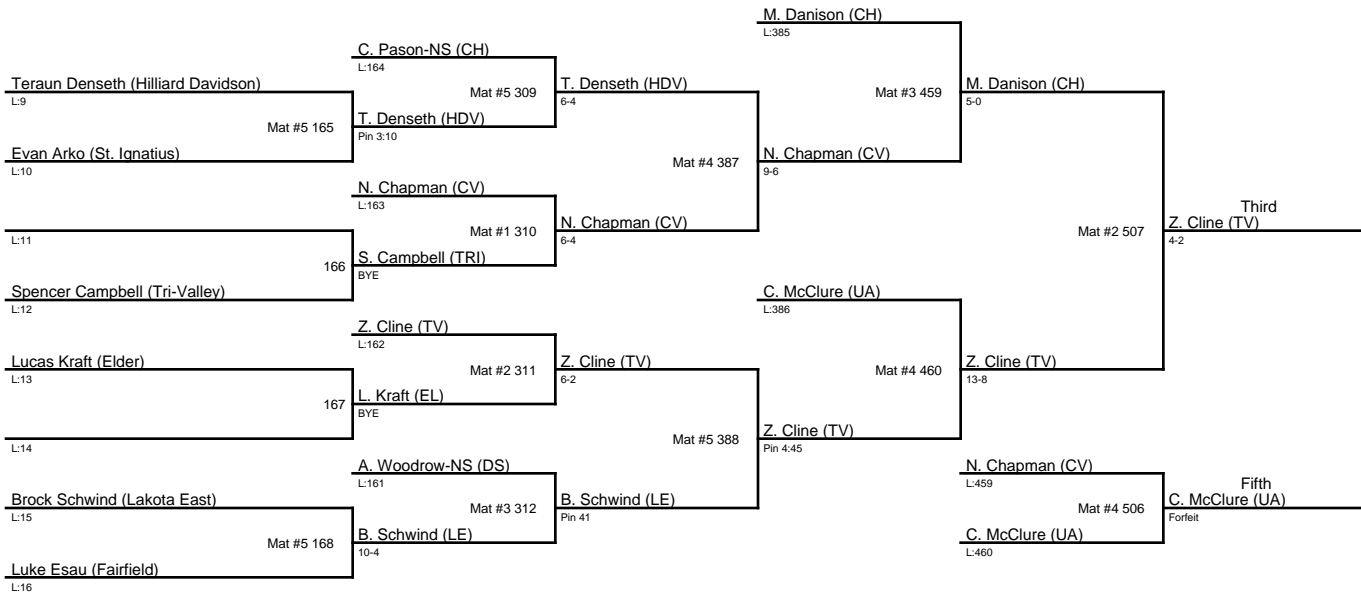 M. Danison (CH)
L:385
C. Pason-NS (CH)
L:164
Teraun Denseth (Hilliard Davidson)
L:9
Mat #5 309
T. Denseth (HDV)
6-4
Mat #3 459
M. Danison (CH)
5-0
Mat #5 165
T. Denseth (HDV)
Pin 3:10
Evan Arko (St. Ignatius)
L:10
Mat #4 387
N. Chapman (CV)
9-6
N. Chapman (CV)
L:163
L:11
Mat #1 310
N. Chapman (CV)
6-4
Mat #2 507
Third
Z. Cline (TV)
4-2
166
S. Campbell (TRI)
BYE
Spencer Campbell (Tri-Valley)
L:12
C. McClure (UA)
L:386
Z. Cline (TV)
L:162
Lucas Kraft (Elder)
L:13
Mat #2 311
Z. Cline (TV)
6-2
Mat #4 460
Z. Cline (TV)
13-8
167
L. Kraft (EL)
BYE
L:14
Mat #5 388
Z. Cline (TV)
Pin 4:45
A. Woodrow-NS (DS)
L:161
N. Chapman (CV)
L:459
Brock Schwind (Lakota East)
L:15
Mat #3 312
B. Schwind (LE)
Pin 41
Mat #4 506
Fifth
C. McClure (UA)
Forfeit
Mat #5 168
B. Schwind (LE)
10-4
C. McClure (UA)
L:460
Luke Esau (Fairfield)
L:16